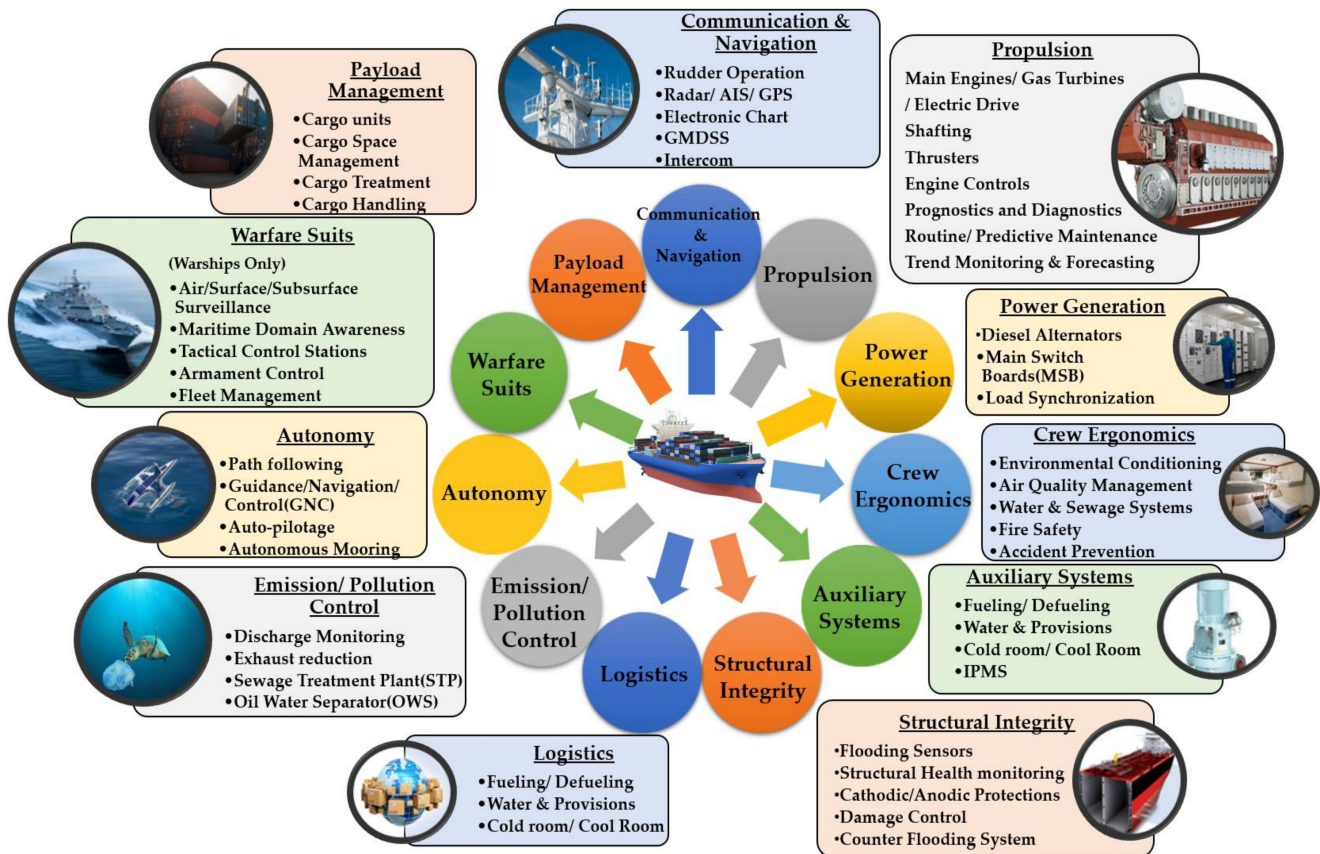 Communication &
Navigation
•Rudder Operation
•Radar/ AIS/ GPS
•Electronic Chart
•GMDSS
•Intercom
Payload
Management
•Cargo units
•Cargo Space
Management
•Cargo Treatment
•Cargo Handling
Propulsion
Main Engines/ Gas Turbines
/ Electric Drive
Shafting
Thrusters
Engine Controls
Prognostics and Diagnostics
Routine/ Predictive Maintenance
Trend Monitoring & Forecasting
Warfare Suits
(Warships Only)
•Air/Surface/Subsurface
Surveillance
•Maritime Domain Awareness
•Tactical Control Stations
•Armament Control
•Fleet Management
Power Generation
•Diesel Alternators
•Main Switch
Boards(MSB)
•Load Synchronization
Autonomy
•Path following
•Guidance/Navigation/
Control(GNC)
•Auto-pilotage
•Autonomous Mooring
Crew Ergonomics
•Environmental Conditioning
•Air Quality Management
•Water & Sewage Systems
•Fire Safety
•Accident Prevention
Emission/ Pollution
Control
•Discharge Monitoring
•Exhaust reduction
•Sewage Treatment Plant(STP)
•Oil Water Separator(OWS)
Auxiliary Systems
•Fueling/ Defueling
•Water & Provisions
•Cold room/ Cool Room
•IPMS
Logistics
•Fueling/ Defueling
•Water & Provisions
•Cold room/ Cool Room
Structural Integrity
•Flooding Sensors
•Structural Health monitoring
•Cathodic/Anodic Protections
•Damage Control
•Counter Flooding System
Communication
&
Navigation
Propulsion
Power
Generation
Crew
Ergonomics
Auxiliary
Systems
Structural
Integrity
Logistics
Emission/
Pollution
Control
Autonomy
Warfare
Suits
Payload
Management